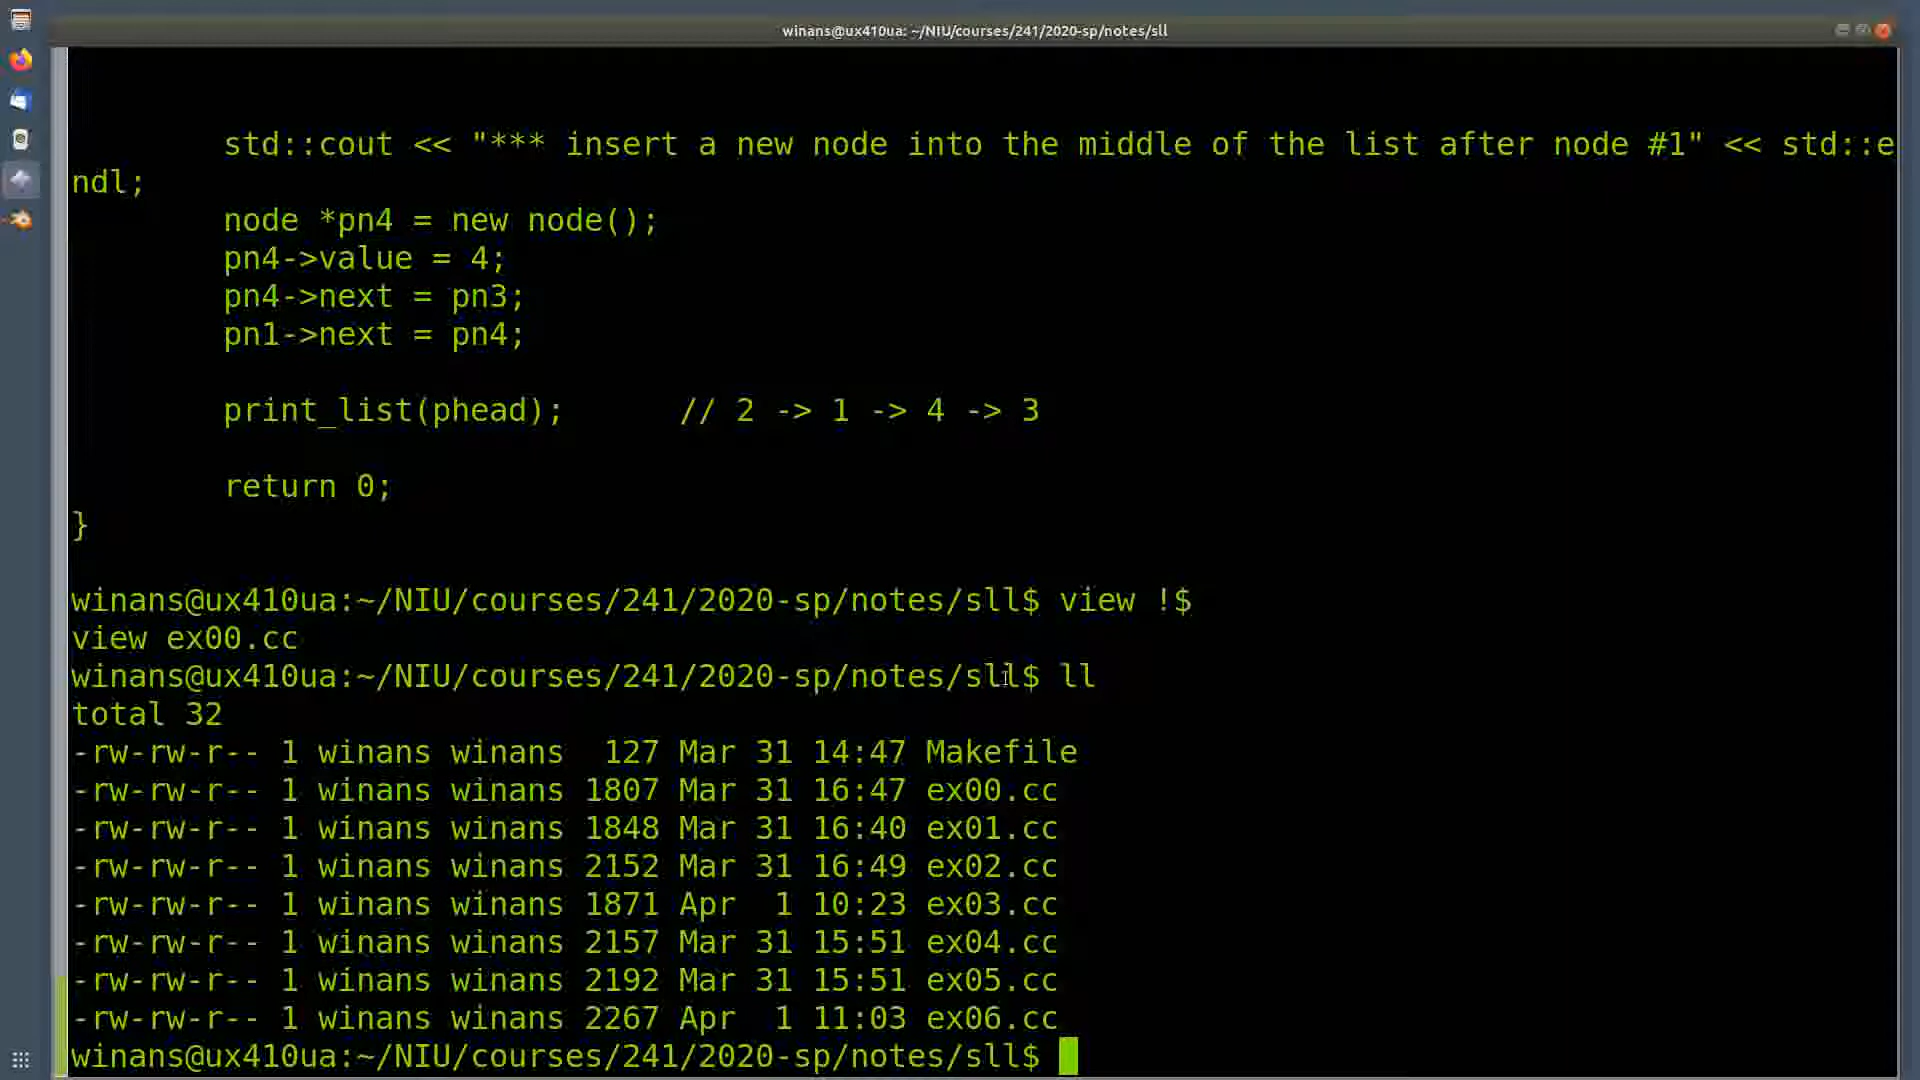 winans@ux410ua: ~/NIU/courses/241/2020-sp/notes/sll
std::cout << "*** insert a new node into the middle of the list after node #1" << std::e
ndl;
node *pn4 = new node();
pn4->value = 4;
pn4->next = pn3;
pn1->next = pn4;
print_list(phead);      // 2 -> 1 -> 4 -> 3
return 0;
}
winans@ux410ua:~/NIU/courses/241/2020-sp/notes/sll$ view !$
view ex00.cc
winans@ux410ua:~/NIU/courses/241/2020-sp/notes/sll$ ll
total 32
-rw-rw-r-- 1 winans winans  127 Mar 31 14:47 Makefile
-rw-rw-r-- 1 winans winans 1807 Mar 31 16:47 ex00.cc
-rw-rw-r-- 1 winans winans 1848 Mar 31 16:40 ex01.cc
-rw-rw-r-- 1 winans winans 2152 Mar 31 16:49 ex02.cc
-rw-rw-r-- 1 winans winans 1871 Apr  1 10:23 ex03.cc
-rw-rw-r-- 1 winans winans 2157 Mar 31 15:51 ex04.cc
-rw-rw-r-- 1 winans winans 2192 Mar 31 15:51 ex05.cc
-rw-rw-r-- 1 winans winans 2267 Apr  1 11:03 ex06.cc
winans@ux410ua:~/NIU/courses/241/2020-sp/notes/sll$